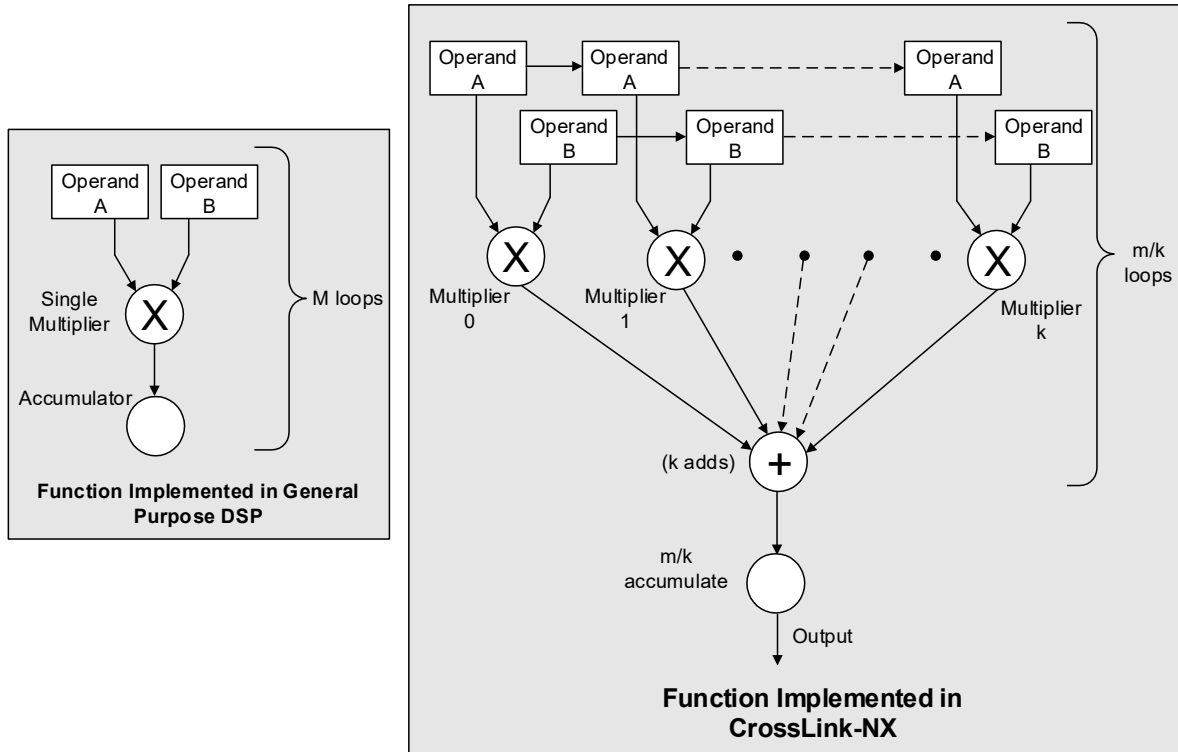 Operand
A
Operand
B
Single
Multiplier
X
M loops
Accumulator
Function Implemented in General
Purpose DSP
Operand
A
Operand
A
Operand
A
Operand
B
Operand
B
Operand
B
X
X
X
m/k
loops
Multiplier
0
Multiplier
1
Multiplier
k
(k adds)
+
m/k
accumulate
Output
Function Implemented in
CrossLink-NX